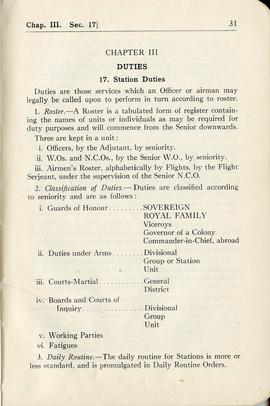 Chap. III. Sec. 17] 31
CHAPTER III
DUTIES
17. Station Duties
Duties are those services which an Officer or airman may
legally be called upon to perform in turn according to roster.
1. Roster.—A Roster is a tabulated form of register contain-
ing the names of units or individuals as may be required for
duty purposes and will commence from the Senior downwards.
Three are kept in a unit:
i. Officers, by the Adjutant, by seniority.
ii. W.Os. and N.C.Os., by the Senior W.O., by seniority.
iii. Airmen's Roster, alphabetically by Flights, by the Flight
Serjeant, under the supervision of the Senior N.C.O.
2. Classification of Duties.—Duties are classified according
to seniority and are as follows:
i. Guards of Honour ........ SOVEREIGN
ROYAL FAMILY
Viceroys
Governor of a Colony
Commander-in-Chief, abroad
ii. Duties under Arms ....... Divisional
Group or Station
Unit
iii. Courts-Martial .......... General
District
iv. Boards and Courts of
Inquiry .............. Divisional
Group
Unit
v. Working Parties
vi. Fatigues
3. Daily Routine.—The daily routine for Stations is more or
less standard, and is promulgated in Daily Routine Orders.